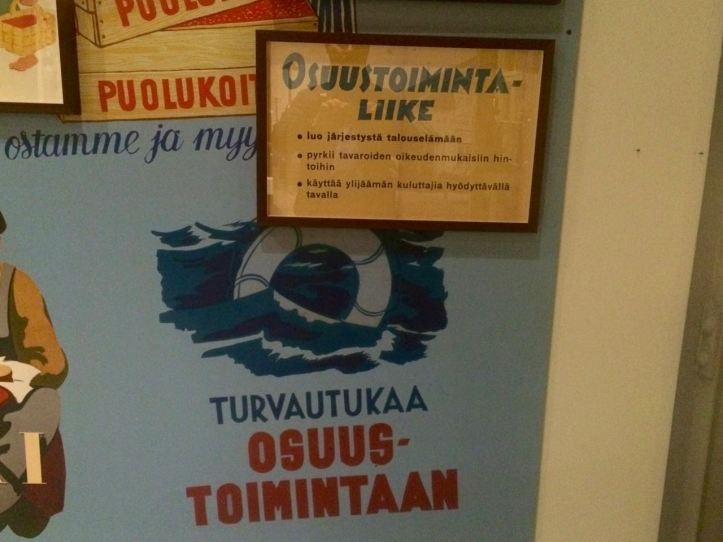 PUOLUKOIT
ostamme ja myy
OSUUSTOIMINTA-
LIIKE
• luo järjestystä talouselämään
• pyrkii tavaroiden oikeudenmukaisiin hin-
toihin
• käyttää ylijäämän kuluttajia hyödyttävällä
tavalla
TURVAUTUKAA
OSUUS-
TOIMINTAAN